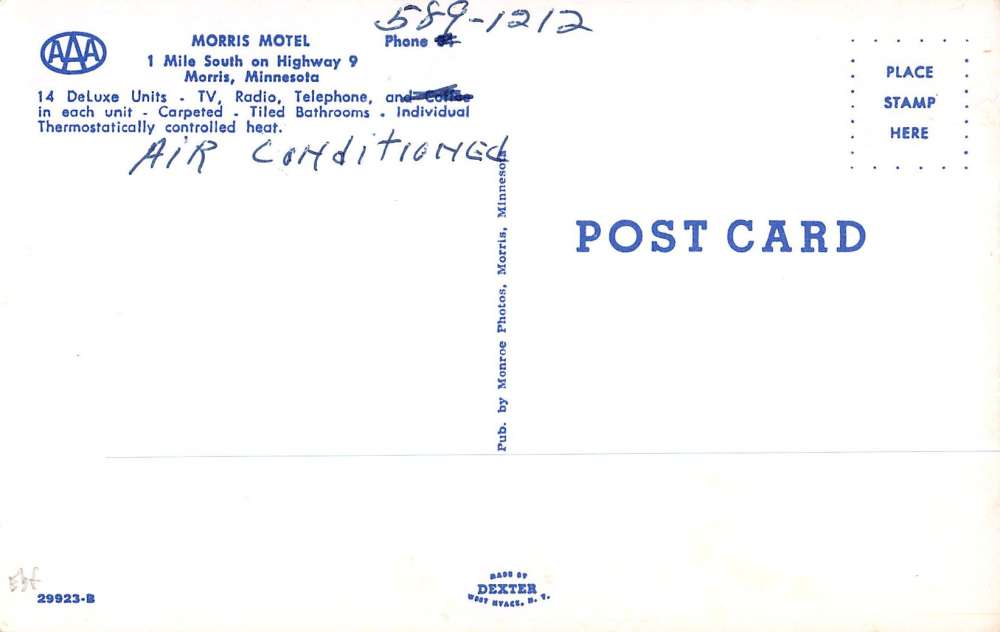 589-1212
AAA
MORRIS MOTEL
Phone
1 Mile South on Highway 9
Morris, Minnesota
14 DeLuxe Units - TV, Radio, Telephone, and Coffee
in each unit - Carpeted - Tiled Bathrooms - Individual
Thermostatically controlled heat.
AIR CONDITIONED
PLACE
STAMP
HERE
POST CARD
Pub. by Monroe Photos, Morris, Minnesota
29923-B
MADE BY
DEXTER
WEST NYACK, N. Y.